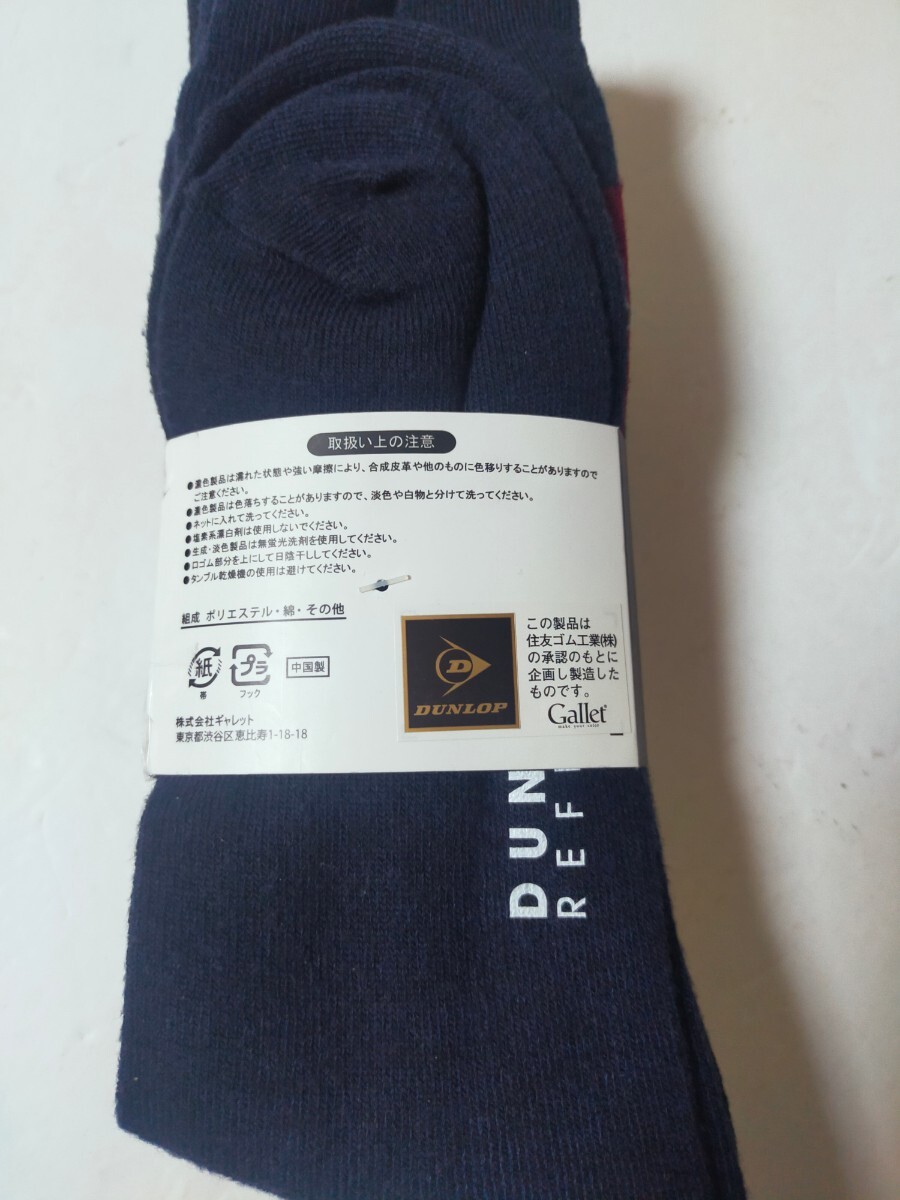 取扱い上の注意
●濃色製品は濡れた状態や強い摩擦により、合成皮革や他のものに色移りすることがありますので
ご注意ください。
●濃色製品は色落ちすることがありますので、淡色や白物と分けて洗ってください。
●ネットに入れて洗ってください。
●塩素系漂白剤は使用しないでください。
●生成・淡色製品は無蛍光洗剤を使用してください。
●口ゴム部分を上にして日陰干ししてください。
●タンブル乾燥機の使用は避けてください。
組成 ポリエステル・綿・その他
紙
帯
プラ
フック
中国製
株式会社ギャレット
東京都渋谷区恵比寿1-18-18
D
DUNLOP
この製品は
住友ゴム工業(株)
の承認のもとに
企画し製造した
ものです。
Gallet
make your color
DUN
REF